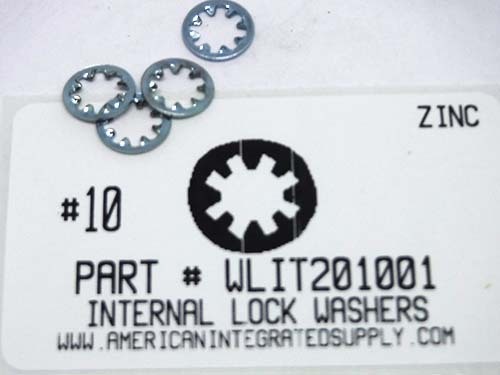 ZINC
#10
PART # WLIT201001
INTERNAL LOCK WASHERS
WWW.AMERICANINTEGRATEDSUPPLY.COM